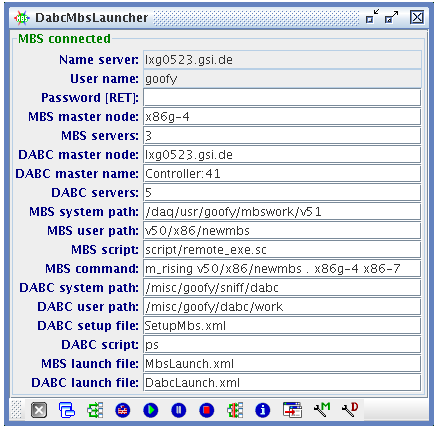 DabcMbsLauncher
MBS connected
Name server: lxg0523.gsi.de
User name: goofy
Password [RET]:
MBS master node: x86g-4
MBS servers: 3
DABC master node: lxg0523.gsi.de
DABC master name: Controller:41
DABC servers: 5
MBS system path: /daq/usr/goofy/mbswork/v51
MBS user path: v50/x86/newmbs
MBS script: script/remote_exe.sc
MBS command: m_rising v50/x86/newmbs . x86g-4 x86-7
DABC system path: /misc/goofy/sniff/dabc
DABC user path: /misc/goofy/dabc/work
DABC setup file: SetupMbs.xml
DABC script: ps
MBS launch file: MbsLaunch.xml
DABC launch file: DabcLaunch.xml
M D